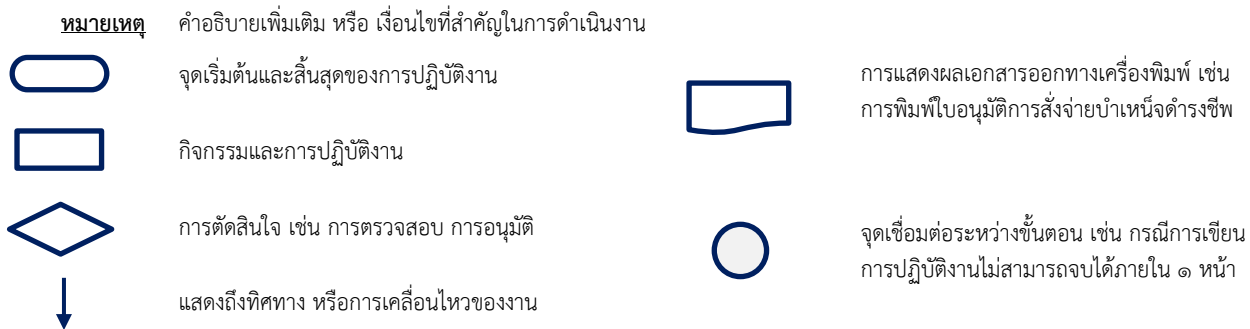 หมายเหตุ คำอธิบายเพิ่มเติม หรือ เงื่อนไขที่สำคัญในการดำเนินงาน
จุดเริ่มต้นและสิ้นสุดของการปฏิบัติงาน
กิจกรรมและการปฏิบัติงาน
การตัดสินใจ เช่น การตรวจสอบ การอนุมัติ
แสดงถึงทิศทาง หรือการเคลื่อนไหวของงาน
การแสดงผลเอกสารออกทางเครื่องพิมพ์ เช่น
การพิมพ์ใบอนุมัติการสั่งจ่ายบำเหน็จดำรงชีพ
จุดเชื่อมต่อระหว่างขั้นตอน เช่น กรณีการเขียน
การปฏิบัติงานไม่สามารถจบได้ภายใน ๑ หน้า